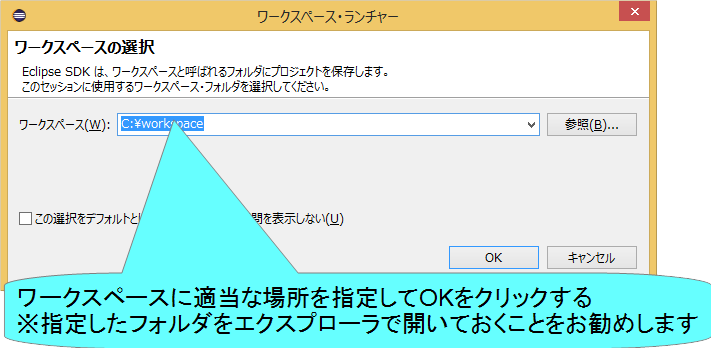 ワークスペース・ランチャー
ワークスペースの選択
Eclipse SDK は、ワークスペースと呼ばれるフォルダにプロジェクトを保存します。
このセッションに使用するワークスペース・フォルダを選択してください。
ワークスペース(W): C:¥workspace 参照(B)...
この選択をデフォルトと 問を表示しない(U)
OK キャンセル
ワークスペースに適当な場所を指定してOKをクリックする
※指定したフォルダをエクスプローラで開いておくことをお勧めします